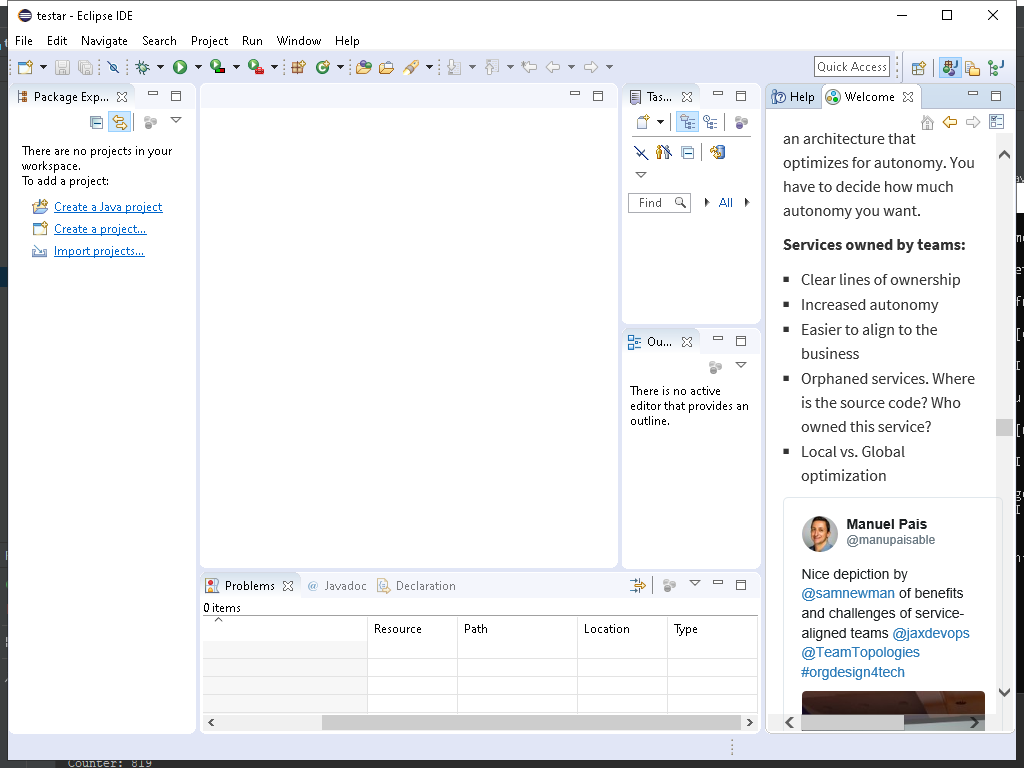 testar - Eclipse IDE
File Edit Navigate Search Project Run Window Help
Quick Access
Package Exp...
There are no projects in your
workspace.
To add a project:
Create a Java project
Create a project...
Import projects...
Tas...
Find
All
Ou...
There is no active
editor that provides an
outline.
Help
Welcome
an architecture that
optimizes for autonomy. You
have to decide how much
autonomy you want.
Services owned by teams:
Clear lines of ownership
Increased autonomy
Easier to align to the
business
Orphaned services. Where
is the source code? Who
owned this service?
Local vs. Global
optimization
Manuel Pais
@manupaisable
Nice depiction by
@samnewman of benefits
and challenges of service-
aligned teams @jaxdevops
@TeamTopologies
#orgdesign4tech
Problems @ Javadoc Declaration
0 items
Resource Path Location Type
Counter: 819